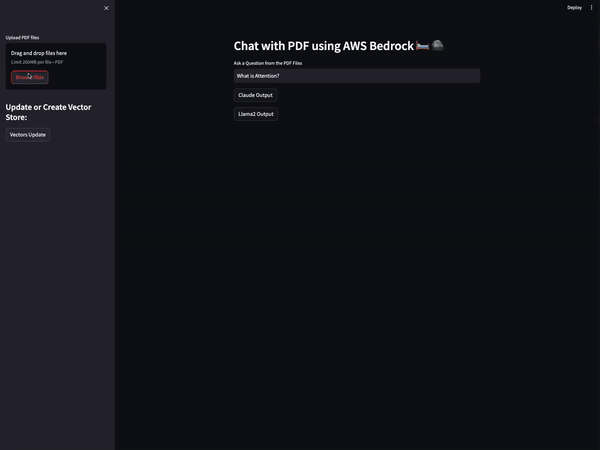 Deploy
Upload PDF files
Drag and drop files here
Limit 200MB per file • PDF
Browse files
Update or Create Vector
Store:
Vectors Update
Chat with PDF using AWS Bedrock
Ask a Question from the PDF Files
What is Attention?
Claude Output
Llama2 Output